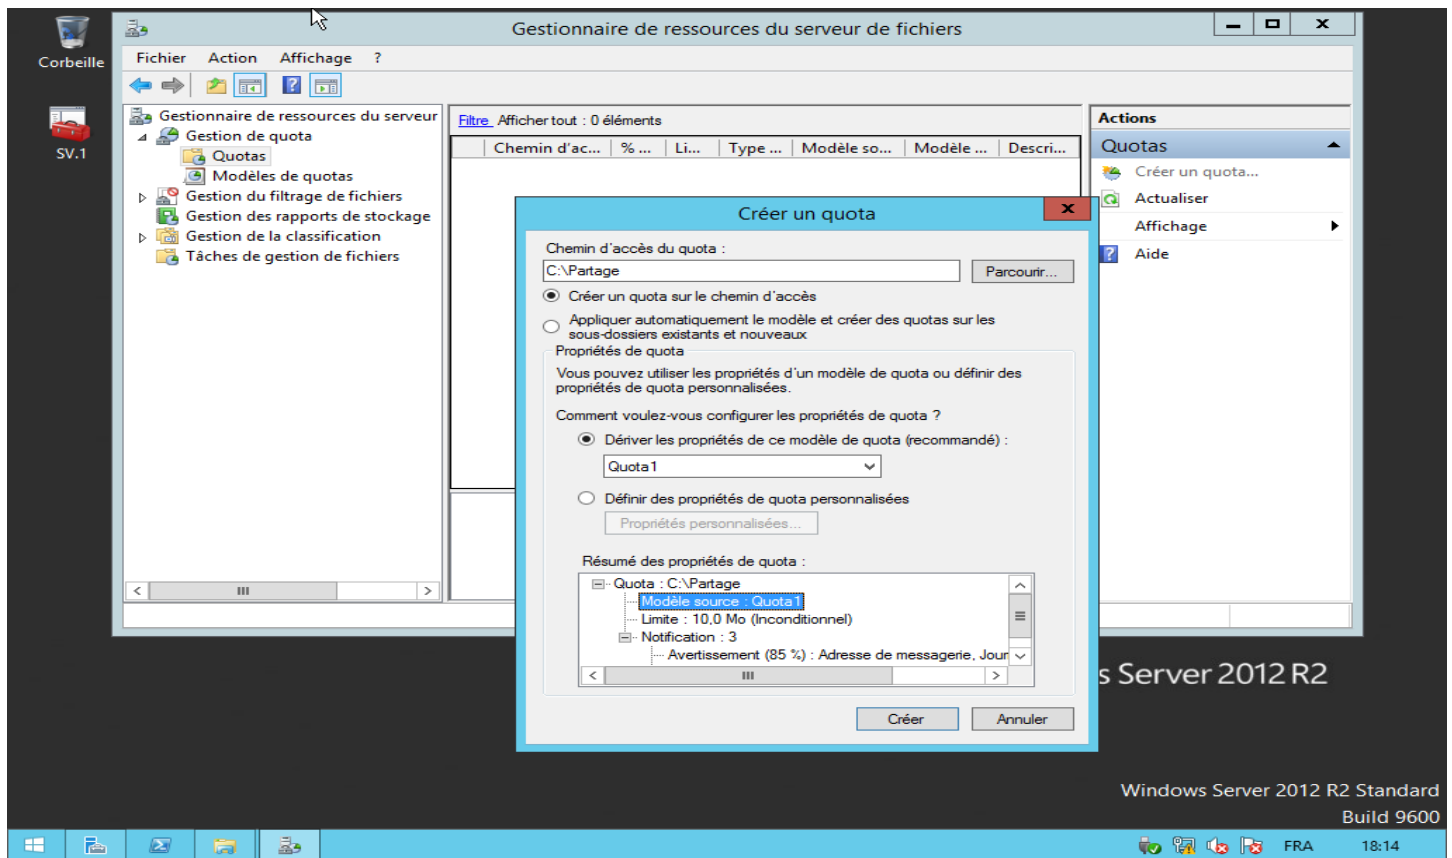 Corbeille
SV.1
Gestionnaire de ressources du serveur de fichiers
Fichier Action Affichage ?
Gestionnaire de ressources du serveur
Gestion de quota
Quotas
Modèles de quotas
Gestion du filtrage de fichiers
Gestion des rapports de stockage
Gestion de la classification
Tâches de gestion de fichiers
Filtre Afficher tout : 0 éléments
Chemin d'ac... % ... Li... Type ... Modèle so... Modèle ... Descri...
Actions
Quotas
Créer un quota...
Actualiser
Affichage
Aide
Créer un quota
Chemin d'accès du quota :
C:\Partage
Parcourir...
Créer un quota sur le chemin d'accès
Appliquer automatiquement le modèle et créer des quotas sur les
sous-dossiers existants et nouveaux
Propriétés de quota
Vous pouvez utiliser les propriétés d'un modèle de quota ou définir des
propriétés de quota personnalisées.
Comment voulez-vous configurer les propriétés de quota ?
Dériver les propriétés de ce modèle de quota (recommandé) :
Quota1
Définir des propriétés de quota personnalisées
Propriétés personnalisées...
Résumé des propriétés de quota :
Quota : C:\Partage
Modèle source : Quota1
Limite : 10,0 Mo (Inconditionnel)
Notification : 3
Avertissement (85 %) : Adresse de messagerie, Jour
Créer
Annuler
s Server 2012 R2
Windows Server 2012 R2 Standard
Build 9600
FRA
18:14